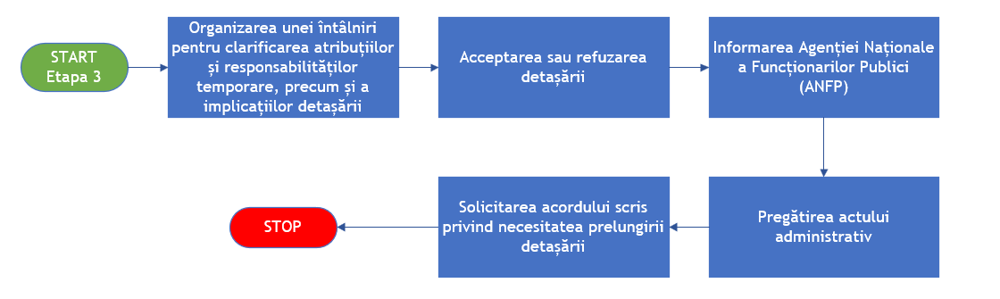 START
Etapa 3
Organizarea unei întâlniri
pentru clarificarea atribuțiilor
și responsabilităților
temporare, precum și a
implicațiilor detașării
Acceptarea sau refuzarea
detașării
Informarea Agenției Naționale
a Funcționarilor Publici
(ANFP)
Pregătirea actului
administrativ
Solicitarea acordului scris
privind necesitatea prelungirii
detașării
STOP